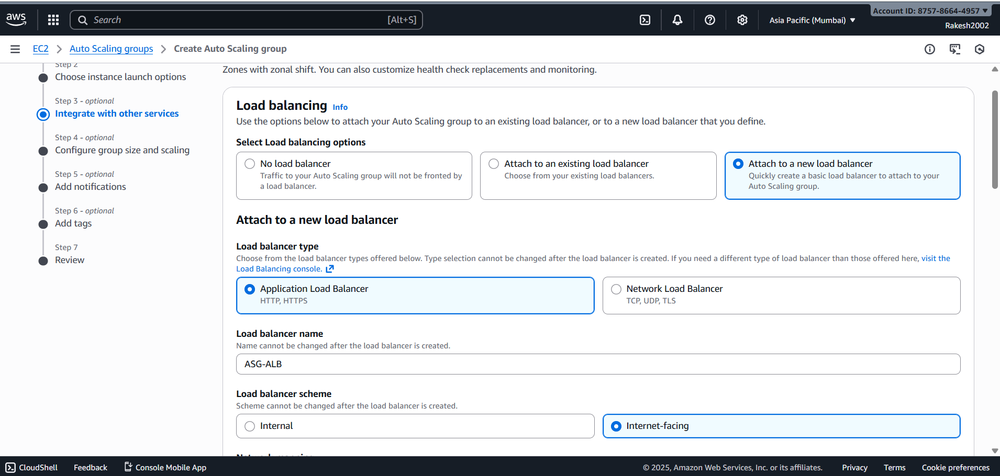 aws
Search [Alt+S]
Asia Pacific (Mumbai) ▼
Account ID: 8757-8664-4957 ▼
Rakesh2002
EC2 > Auto Scaling groups > Create Auto Scaling group
Step 2
Choose instance launch options
Step 3 - optional
Integrate with other services
Step 4 - optional
Configure group size and scaling
Step 5 - optional
Add notifications
Step 6 - optional
Add tags
Step 7
Review
Zones with zonal shift. You can also customize health check replacements and monitoring.
Load balancing Info
Use the options below to attach your Auto Scaling group to an existing load balancer, or to a new load balancer that you define.
Select Load balancing options
No load balancer
Traffic to your Auto Scaling group will not be fronted by
a load balancer.
Attach to an existing load balancer
Choose from your existing load balancers.
Attach to a new load balancer
Quickly create a basic load balancer to attach to your
Auto Scaling group.
Attach to a new load balancer
Load balancer type
Choose from the load balancer types offered below. Type selection cannot be changed after the load balancer is created. If you need a different type of load balancer than those offered here, visit the
Load Balancing console.
Application Load Balancer
HTTP, HTTPS
Network Load Balancer
TCP, UDP, TLS
Load balancer name
Name cannot be changed after the load balancer is created.
ASG-ALB
Load balancer scheme
Scheme cannot be changed after the load balancer is created.
Internal
Internet-facing
CloudShell Feedback Console Mobile App © 2025, Amazon Web Services, Inc. or its affiliates. Privacy Terms Cookie preferences